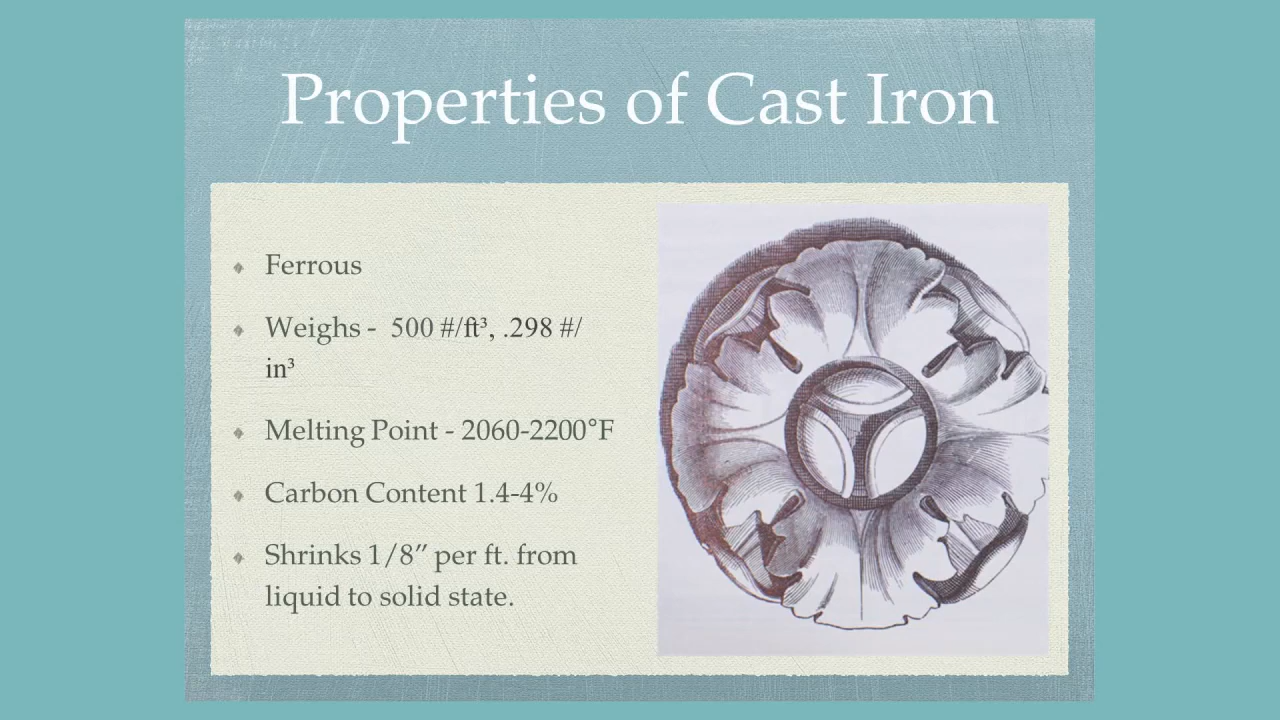 Properties of Cast Iron
Ferrous
Weighs - 500 #/ft³, .298 #/
in³
Melting Point - 2060-2200°F
Carbon Content 1.4-4%
Shrinks 1/8” per ft. from
liquid to solid state.